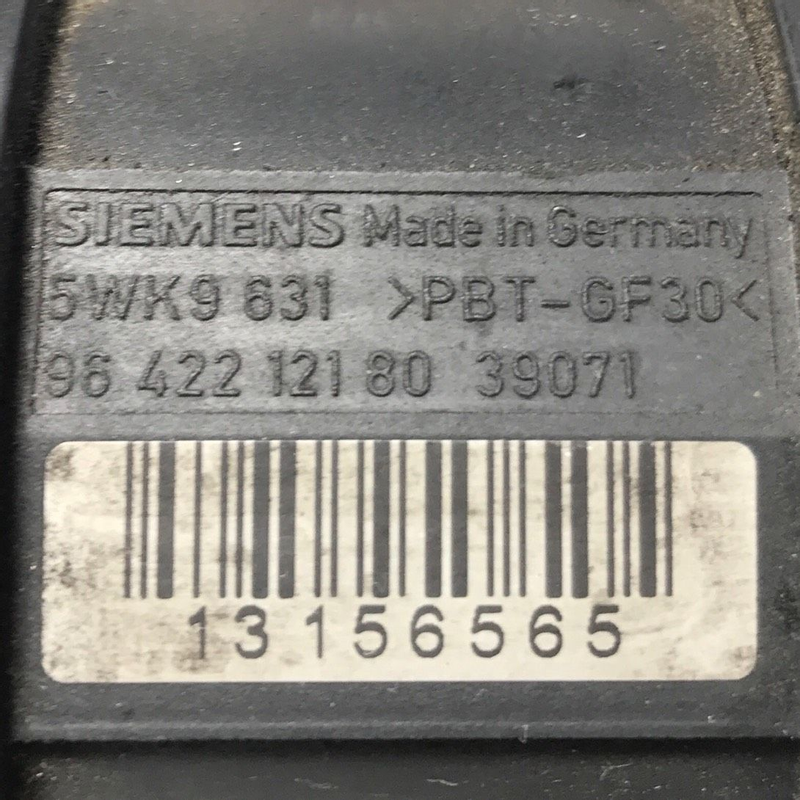 SIEMENS Made in Germany
5WK9 631 >PBT-GF30<
96 422 121 80 39071
13156565